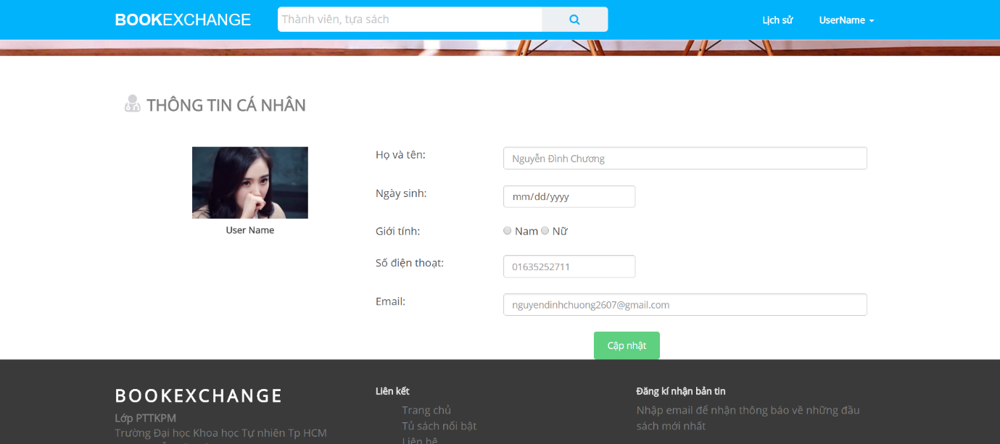 BOOKEXCHANGE
Thành viên, tựa sách
Lịch sử
UserName
THÔNG TIN CÁ NHÂN
User Name
Họ và tên:
Nguyễn Đình Chương
Ngày sinh:
mm/dd/yyyy
Giới tính:
Nam Nữ
Số điện thoạt:
01635252711
Email:
nguyendinhchuong2607@gmail.com
Cập nhật
BOOKEXCHANGE
Lớp PTTKPM
Trường Đại học Khoa học Tự nhiên Tp HCM
Liên kết
Trang chủ
Tủ sách nổi bật
Liên hệ
Đăng kí nhận bản tin
Nhập email để nhận thông báo về những đầu
sách mới nhất